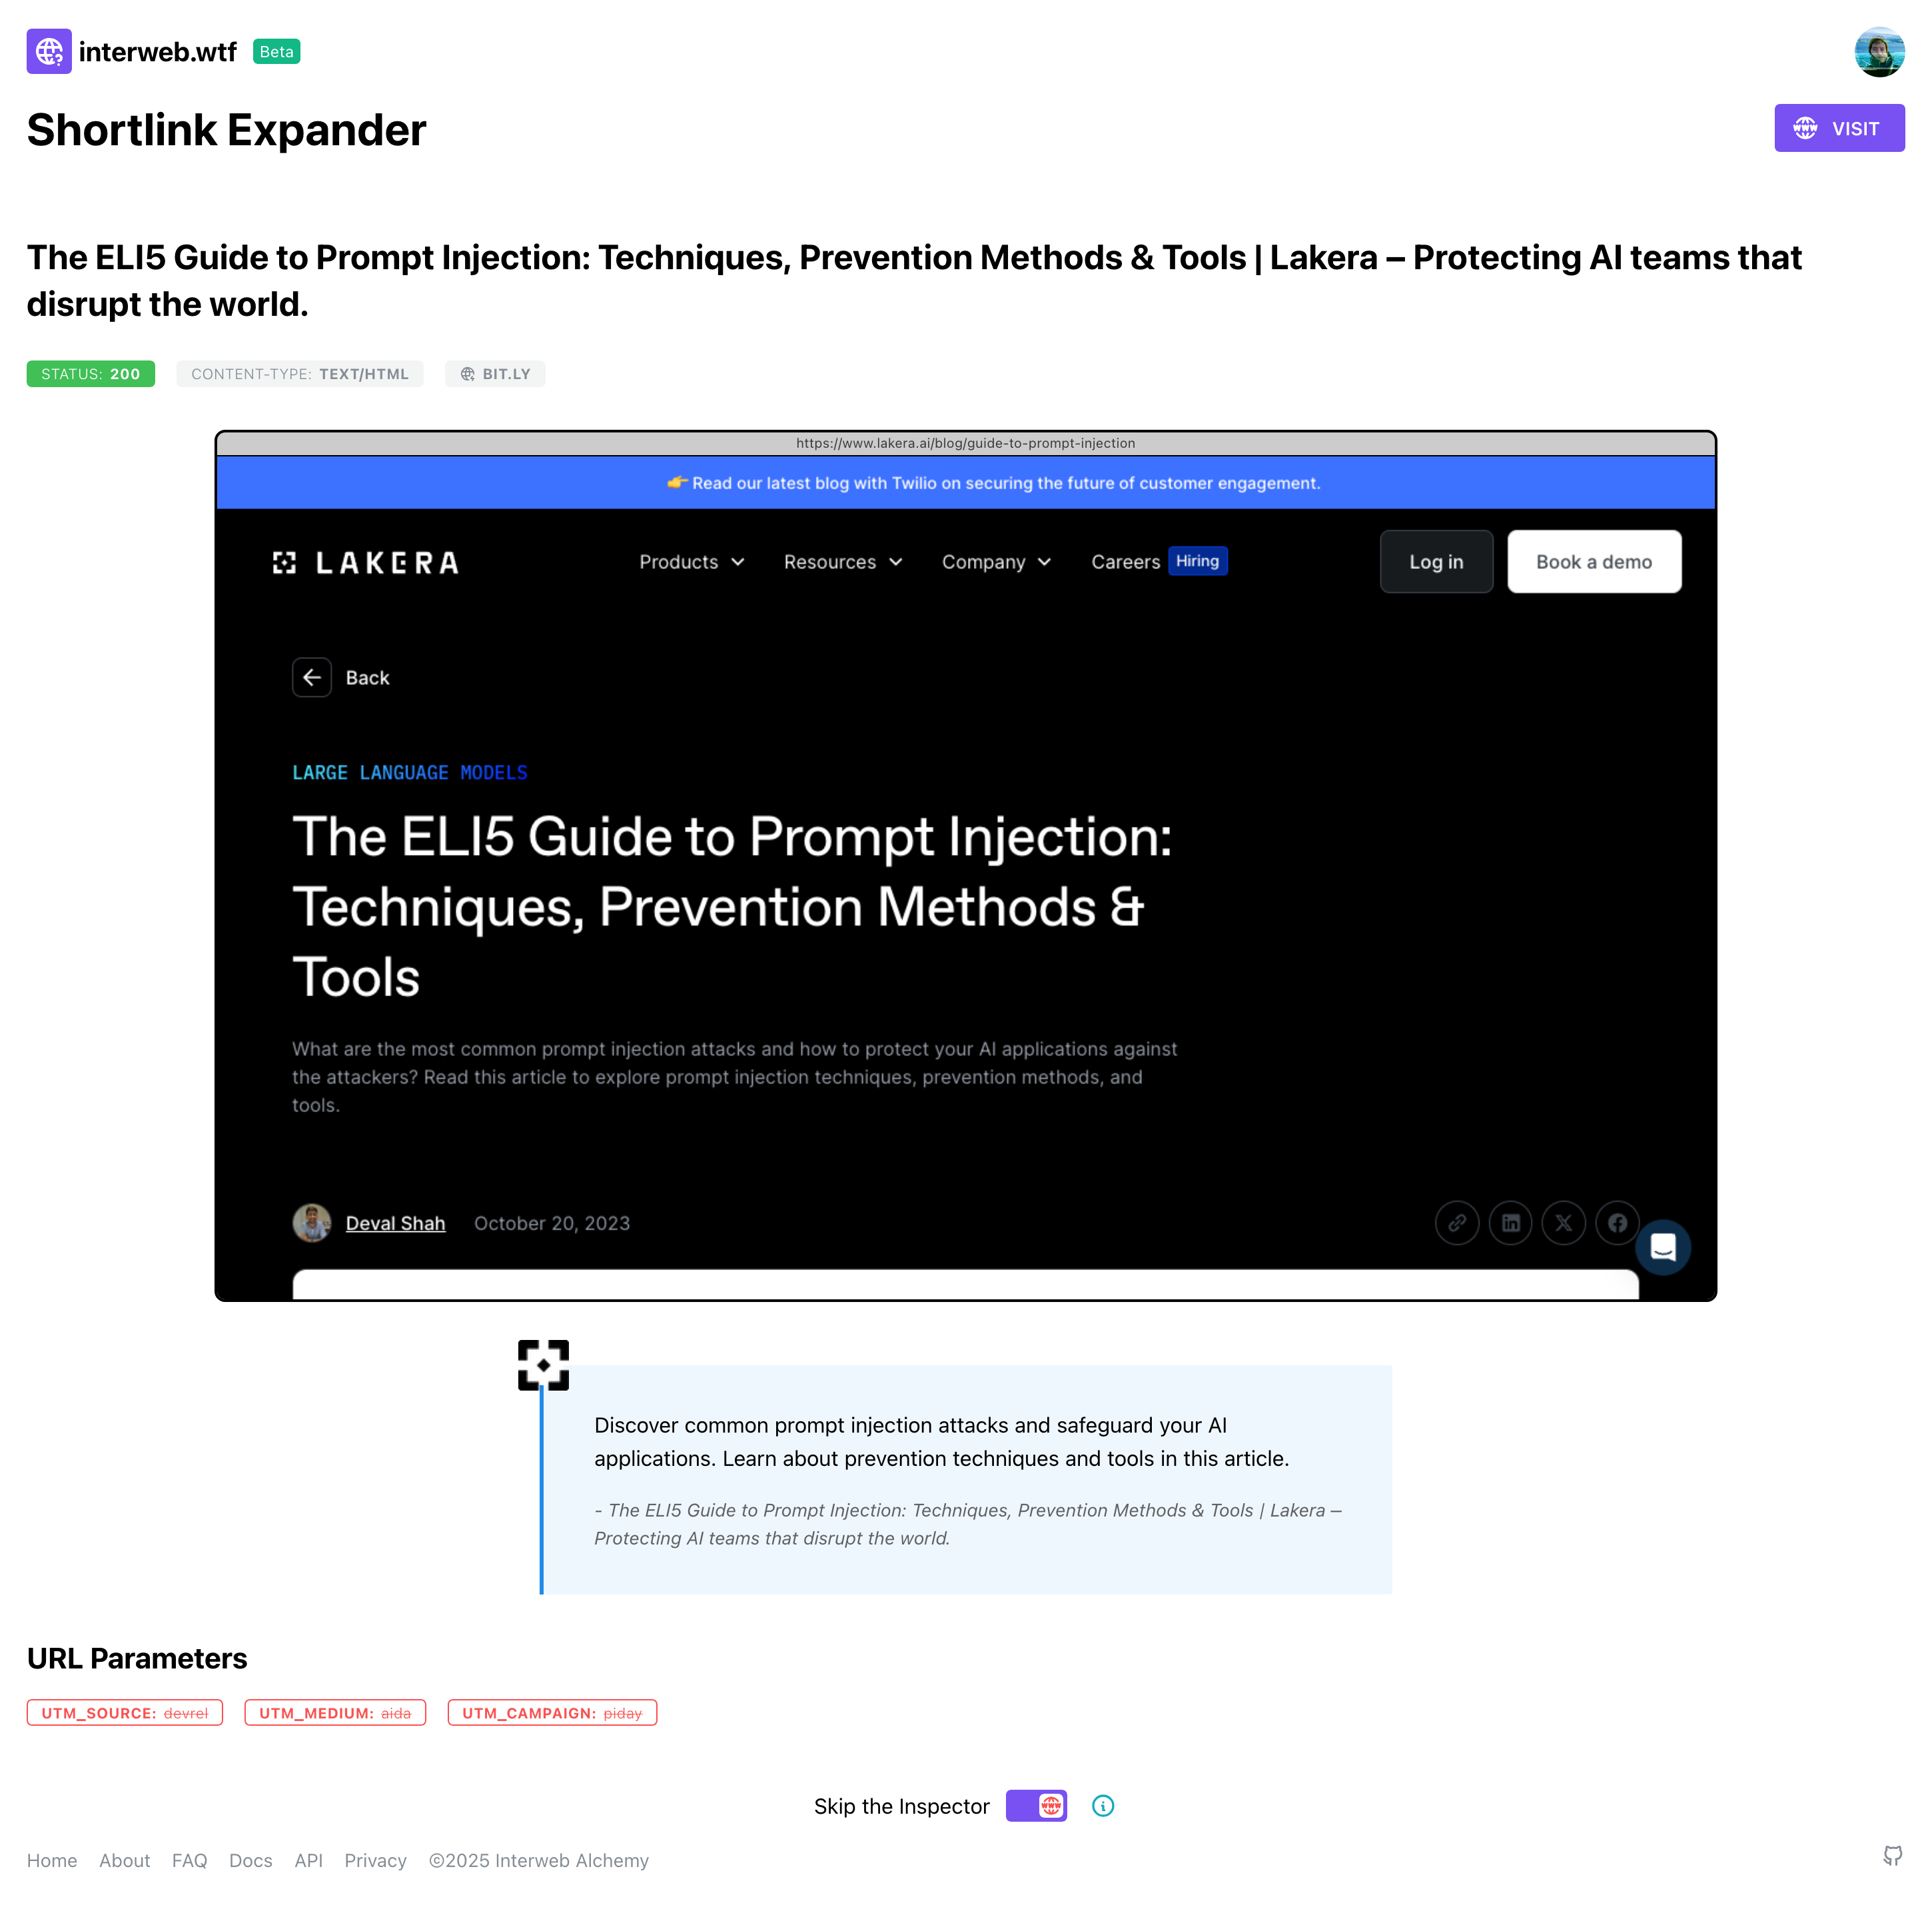 interweb.wtf Beta
Shortlink Expander
VISIT
The ELI5 Guide to Prompt Injection: Techniques, Prevention Methods & Tools | Lakera – Protecting AI teams that
disrupt the world.
STATUS: 200 CONTENT-TYPE: TEXT/HTML BIT.LY
https://www.lakera.ai/blog/guide-to-prompt-injection
👉 Read our latest blog with Twilio on securing the future of customer engagement.
LAKERA Products Resources Company Careers Hiring Log in Book a demo
Back
LARGE LANGUAGE MODELS
The ELI5 Guide to Prompt Injection:
Techniques, Prevention Methods &
Tools
What are the most common prompt injection attacks and how to protect your AI applications against
the attackers? Read this article to explore prompt injection techniques, prevention methods, and
tools.
Deval Shah October 20, 2023
Discover common prompt injection attacks and safeguard your AI
applications. Learn about prevention techniques and tools in this article.
- The ELI5 Guide to Prompt Injection: Techniques, Prevention Methods & Tools | Lakera –
Protecting AI teams that disrupt the world.
URL Parameters
UTM_SOURCE: devrel UTM_MEDIUM: aida UTM_CAMPAIGN: piday
Skip the Inspector WWW
Home About FAQ Docs API Privacy ©2025 Interweb Alchemy